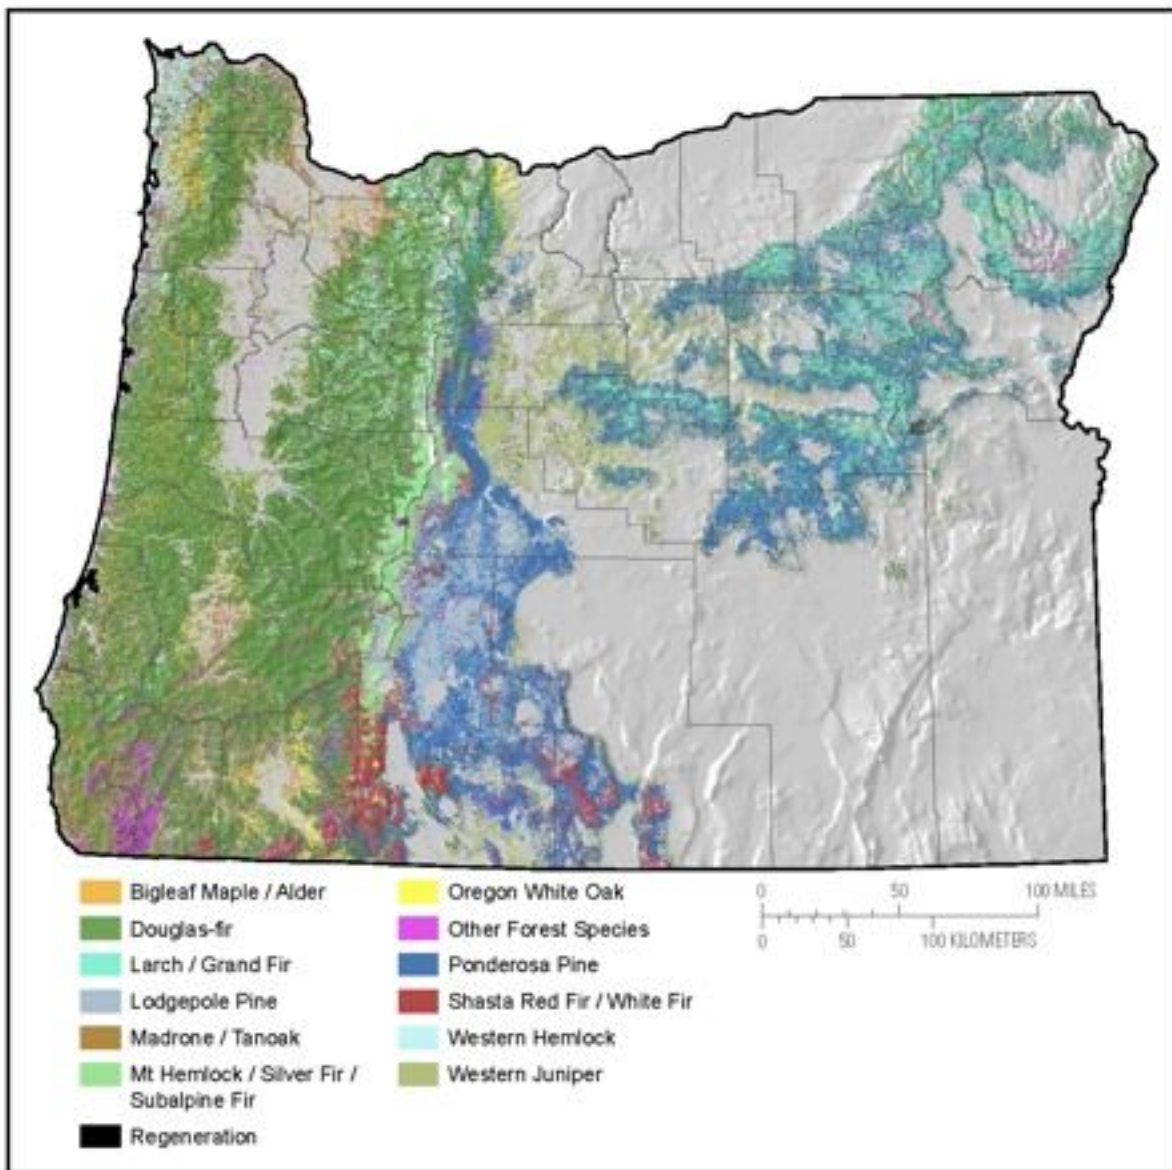 Bigleaf Maple / Alder
Douglas-fir
Larch / Grand Fir
Lodgepole Pine
Madrone / Tanoak
Mt Hemlock / Silver Fir /
Subalpine Fir
Regeneration
Oregon White Oak
Other Forest Species
Ponderosa Pine
Shasta Red Fir / White Fir
Western Hemlock
Western Juniper
0 50 100 MILES
0 50 100 KILOMETERS